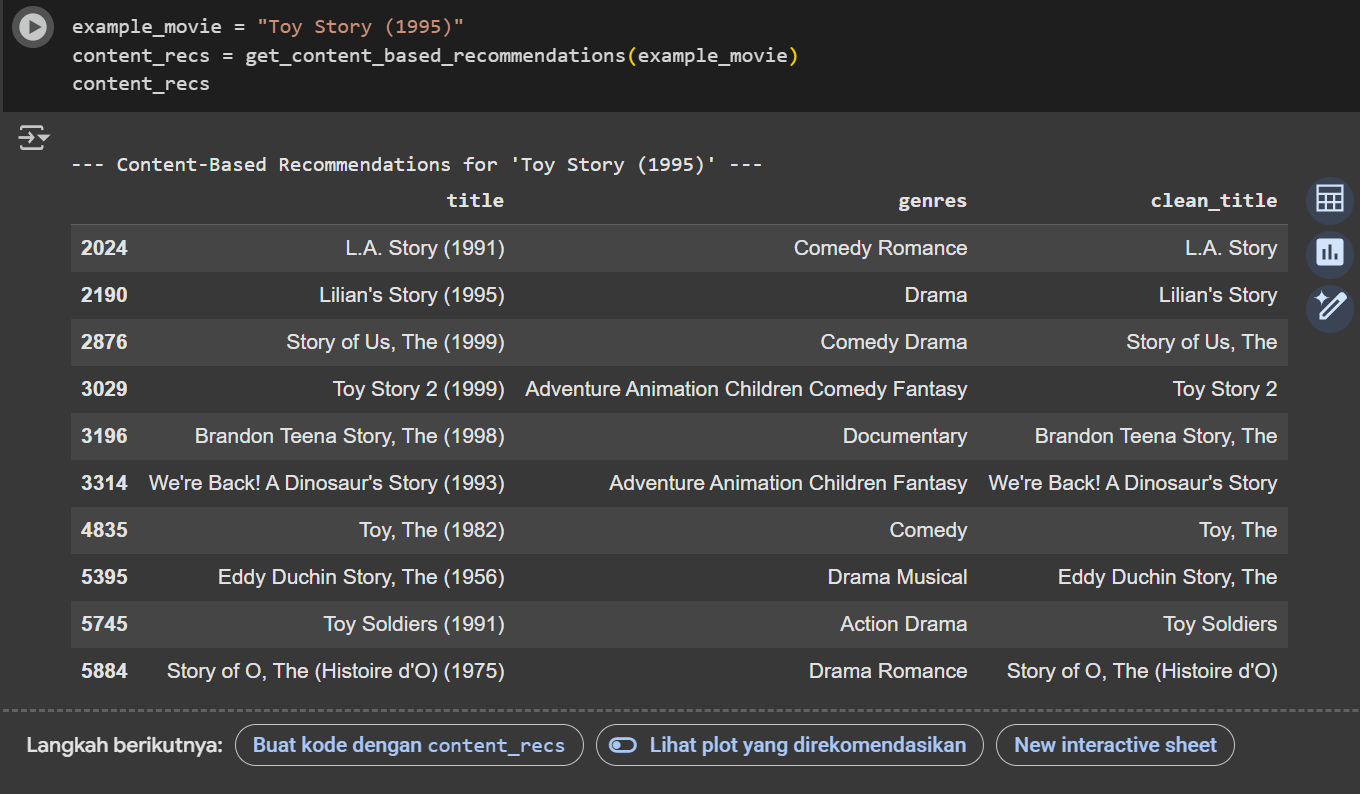 example_movie = "Toy Story (1995)"
content_recs = get_content_based_recommendations(example_movie)
content_recs
--- Content-Based Recommendations for 'Toy Story (1995)' ---
title genres clean_title
2024 L.A. Story (1991) Comedy Romance L.A. Story
2190 Lilian's Story (1995) Drama Lilian's Story
2876 Story of Us, The (1999) Comedy Drama Story of Us, The
3029 Toy Story 2 (1999) Adventure Animation Children Comedy Fantasy Toy Story 2
3196 Brandon Teena Story, The (1998) Documentary Brandon Teena Story, The
3314 We're Back! A Dinosaur's Story (1993) Adventure Animation Children Fantasy We're Back! A Dinosaur's Story
4835 Toy, The (1982) Comedy Toy, The
5395 Eddy Duchin Story, The (1956) Drama Musical Eddy Duchin Story, The
5745 Toy Soldiers (1991) Action Drama Toy Soldiers
5884 Story of O, The (Histoire d'O) (1975) Drama Romance Story of O, The (Histoire d'O)
Langkah berikutnya: Buat kode dengan content_recs Lihat plot yang direkomendasikan New interactive sheet